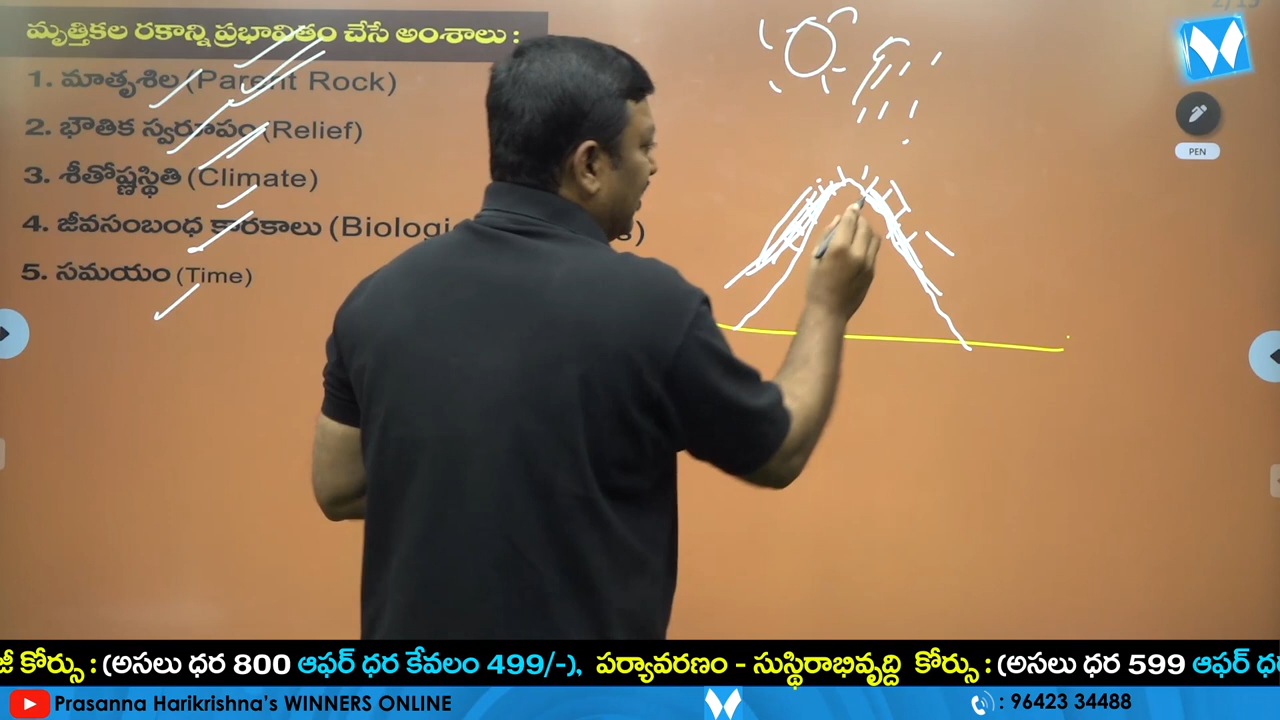 మృత్తికల రకాన్ని ప్రభావితం చేసే అంశాలు :
1. మాతృశిల (Parent Rock)
2. భౌతిక స్వరూపం (Relief)
3. శీతోష్ణస్థితి (Climate)
4. జీవసంబంధ కారకాలు (Biologi
5. సమయం (Time)
PEN
కోర్సు : (అసలు ధర 800 ఆఫర్ ధర కేవలం 499/-), పర్యావరణం - సుస్థిరాభివృద్ది కోర్సు : (అసలు ధర 599 ఆఫర్
Prasanna Harikrishna's WINNERS ONLINE
: 96423 34488